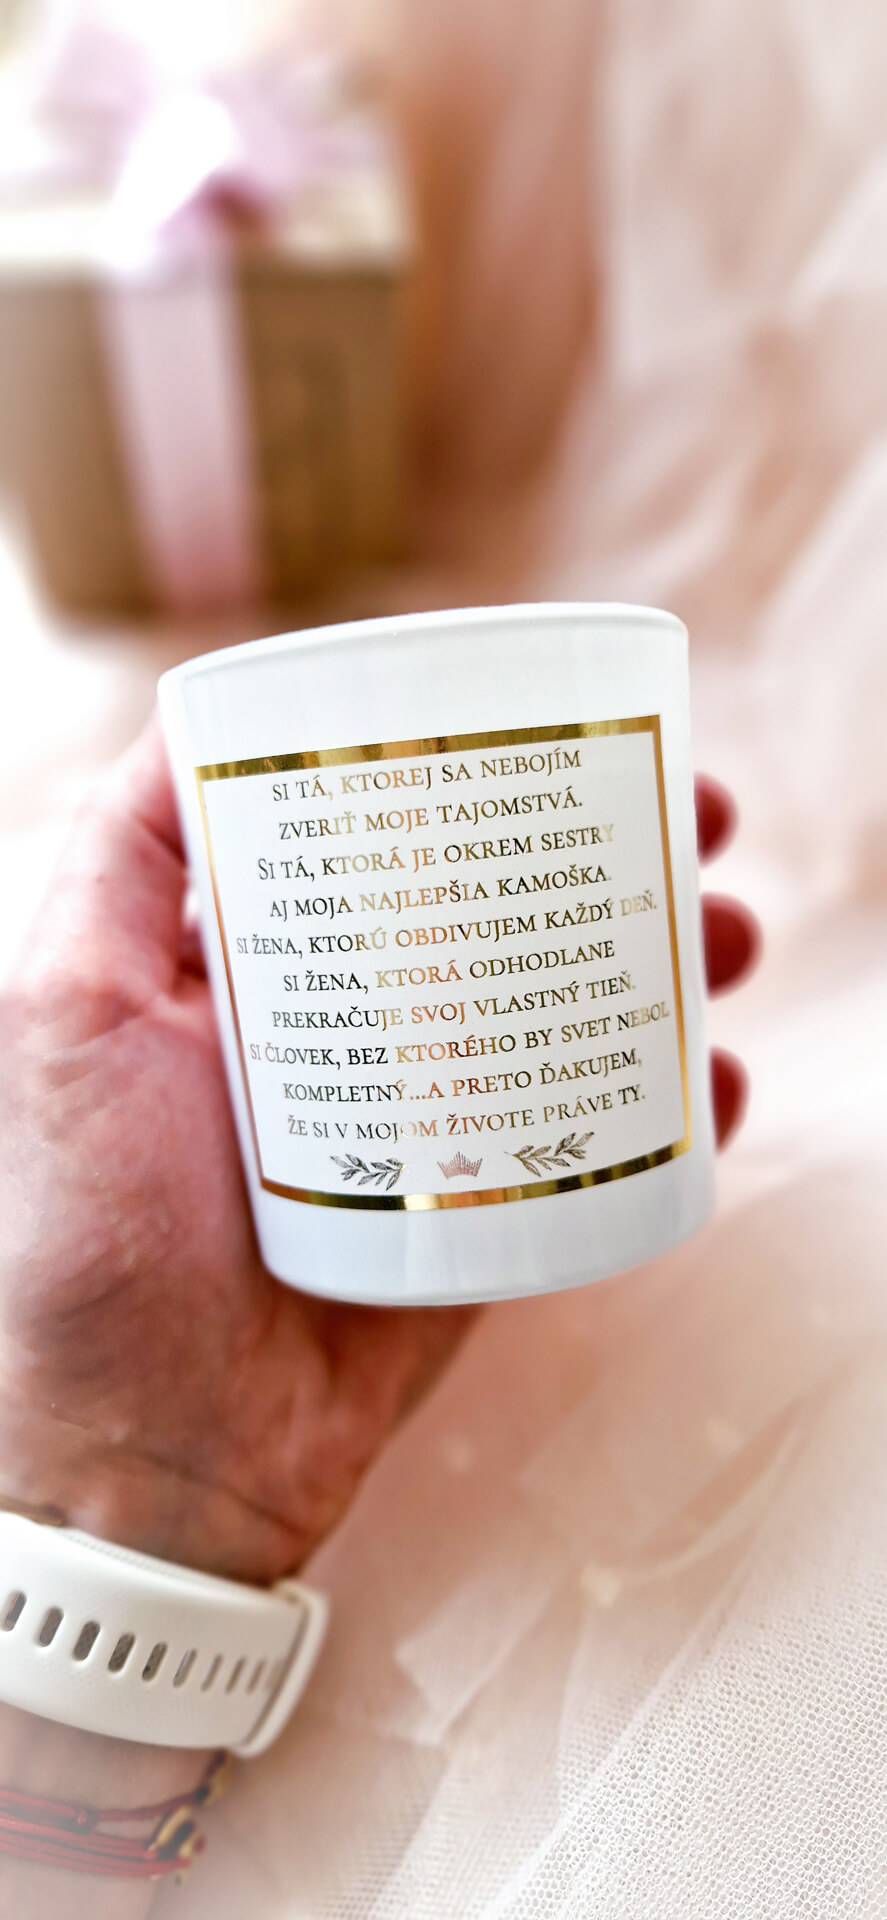 SI TÁ, KTOREJ SA NEBOJÍM
ZVERIŤ MOJE TAJOMSTVÁ.
SI TÁ, KTORÁ JE OKREM SESTRY
AJ MOJA NAJLEPŠIA KAMOŠKA.
SI ŽENA, KTORÚ OBDIVUJEM KAŽDÝ DEŇ.
SI ŽENA, KTORÁ ODHODLANE
PREKRAČUJE SVOJ VLASTNÝ TIEŇ.
SI ČLOVEK, BEZ KTORÉHO BY SVET NEBOL
KOMPLETNÝ...A PRETO ĎAKUJEM,
ŽE SI V MOJOM ŽIVOTE PRÁVE TY.